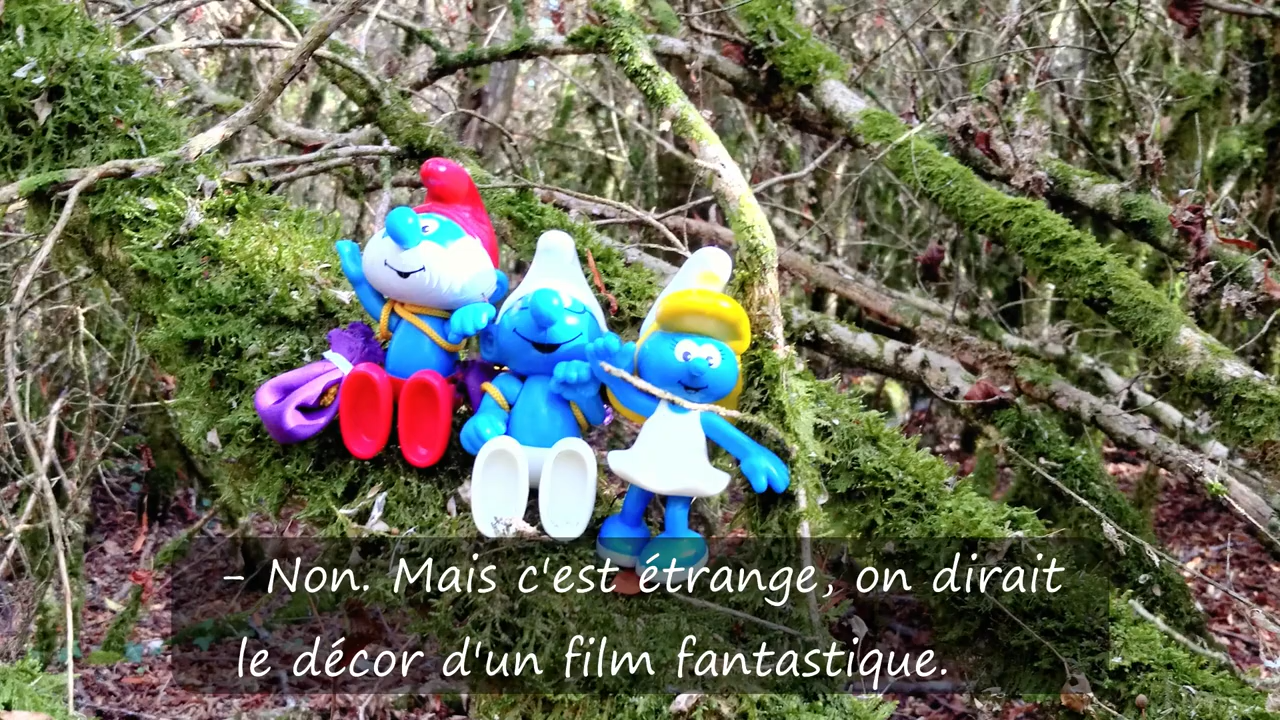 - Non. Mais c'est étrange, on dirait
le décor d'un film fantastique.